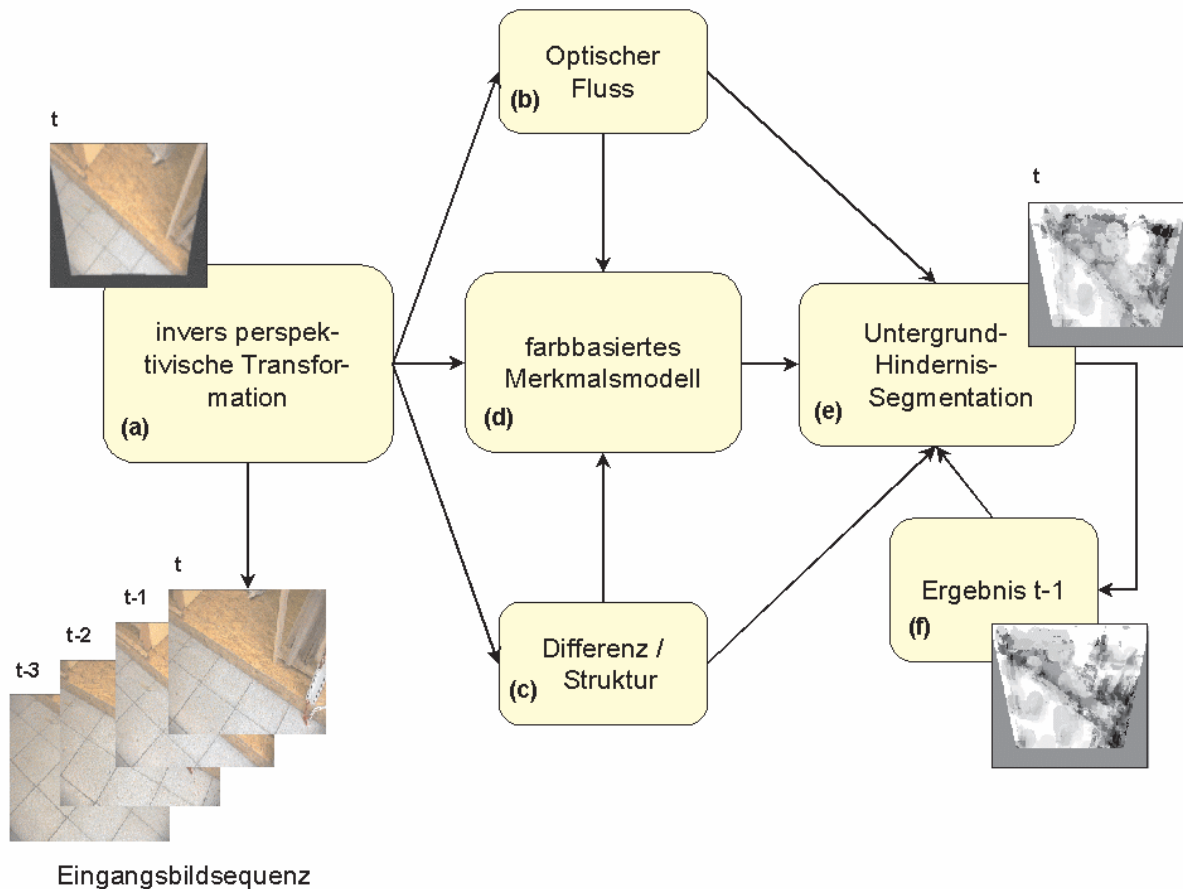 Optischer
Fluss
(b)
t
t
invers perspek-
tivische Transfor-
mation
(a)
farbbasiertes
Merkmalsmodell
(d)
Untergrund-
Hindernis-
Segmentation
(e)
t
t-1
t-2
t-3
Differenz /
Struktur
(c)
Ergebnis t-1
(f)
Eingangsbildsequenz